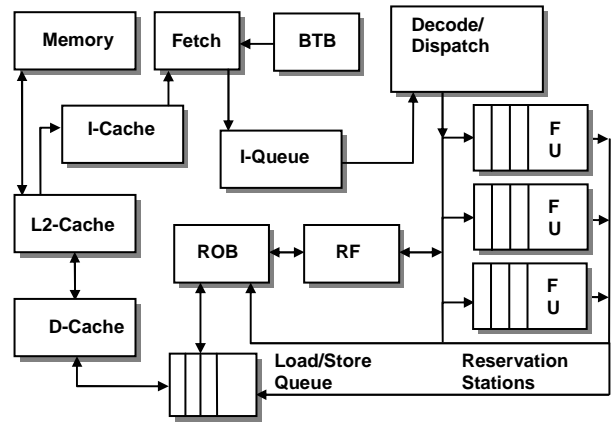 Memory
Fetch
BTB
Decode/
Dispatch
I-Cache
I-Queue
F
U
L2-Cache
ROB
RF
F
U
D-Cache
F
U
Load/Store
Queue
Reservation
Stations